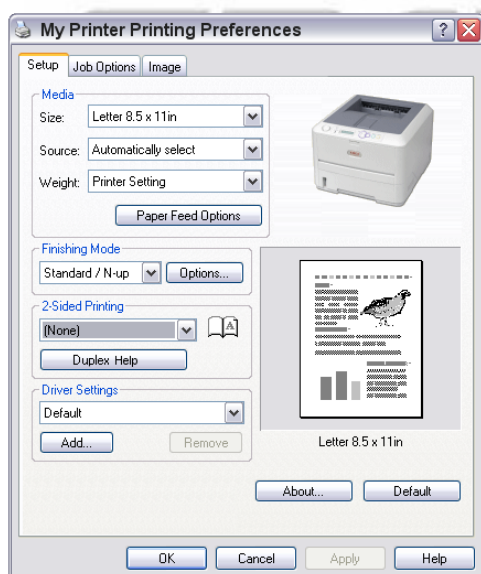 My Printer Printing Preferences
Setup Job Options Image
Media
Size: Letter 8.5 x 11in
Source: Automatically select
Weight: Printer Setting
Paper Feed Options
Finishing Mode
Standard / N-up Options...
2-Sided Printing
(None) A
Duplex Help
Driver Settings
Default
Add... Remove
Letter 8.5 x 11in
About... Default
OK Cancel Apply Help